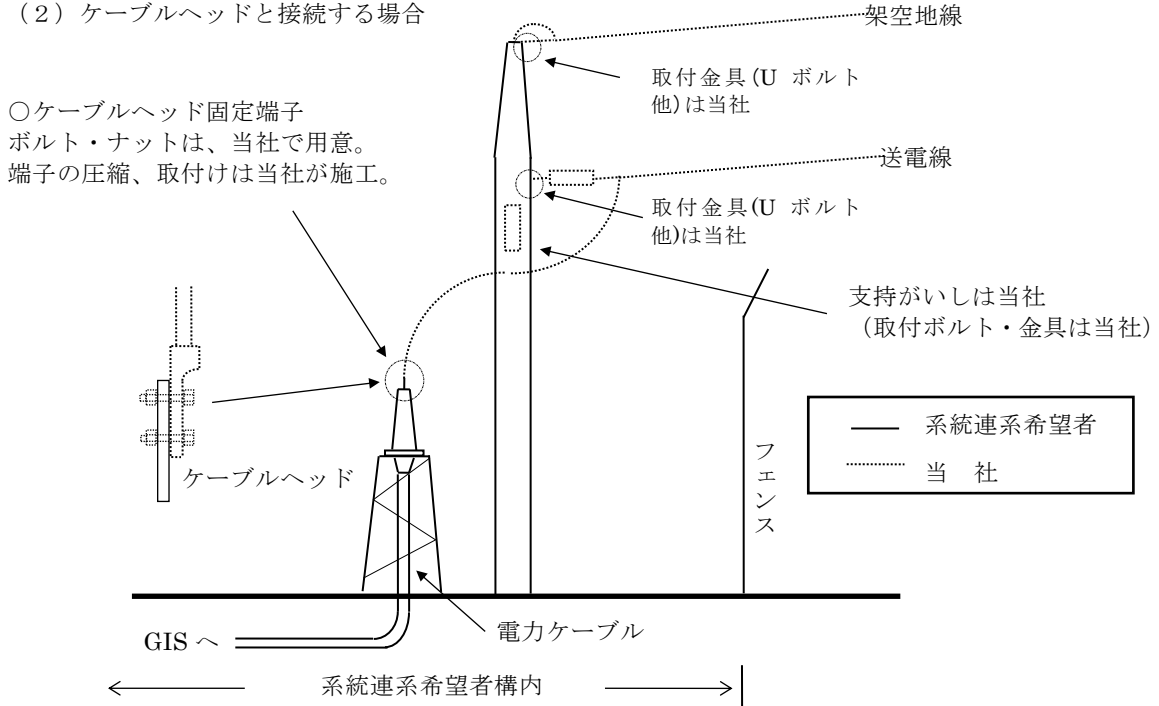 （２）ケーブルヘッドと接続する場合
架空地線
取付金具(U ボルト
他)は当社
○ケーブルヘッド固定端子
ボルト・ナットは、当社で用意。
端子の圧縮、取付けは当社が施工。
送電線
取付金具(U ボルト
他)は当社
支持がいしは当社
（取付ボルト・金具は当社）
系統連系希望者
当　社
ケーブルヘッド
フェンス
電力ケーブル
GIS へ
系統連系希望者構内